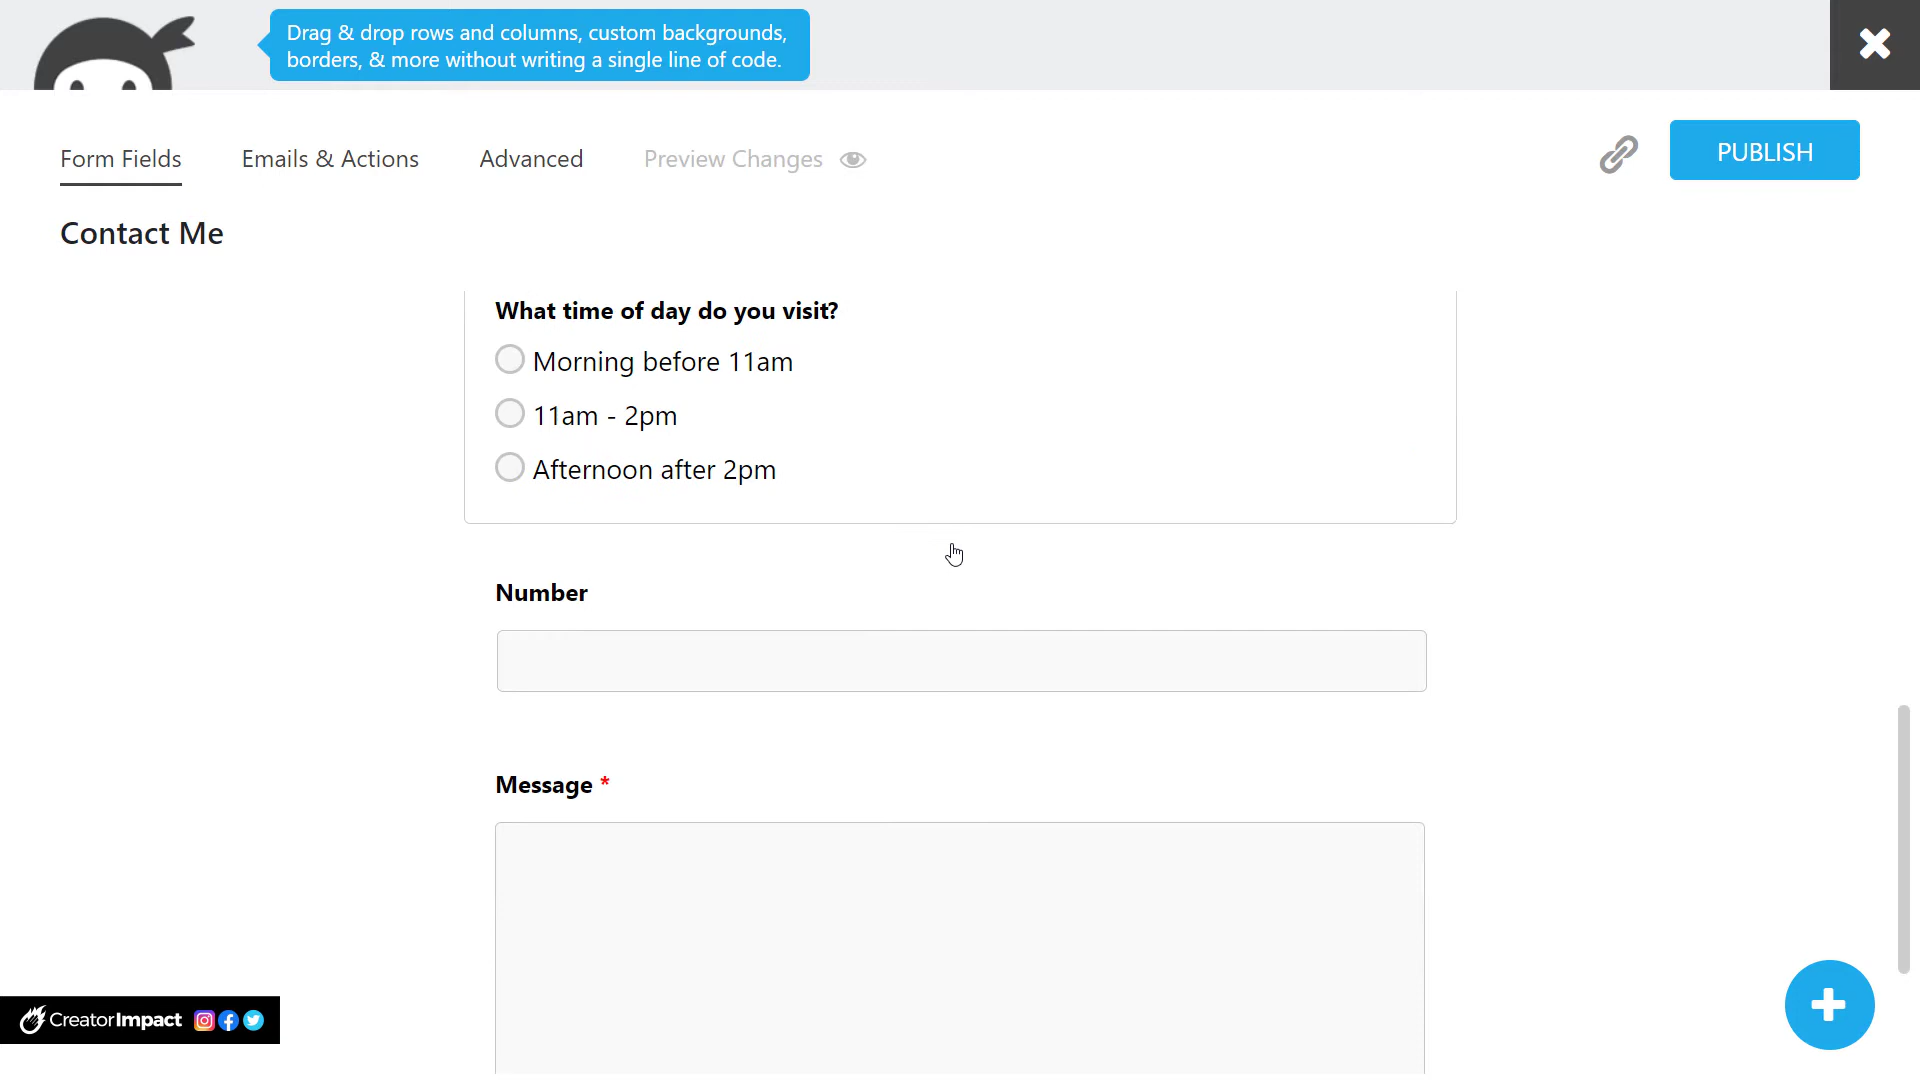 Drag & drop rows and columns, custom backgrounds,
borders, & more without writing a single line of code.
Form Fields
Emails & Actions
Advanced
Preview Changes
PUBLISH
Contact Me
What time of day do you visit?
Morning before 11am
11am - 2pm
Afternoon after 2pm
Number
Message *
CreatorImpact